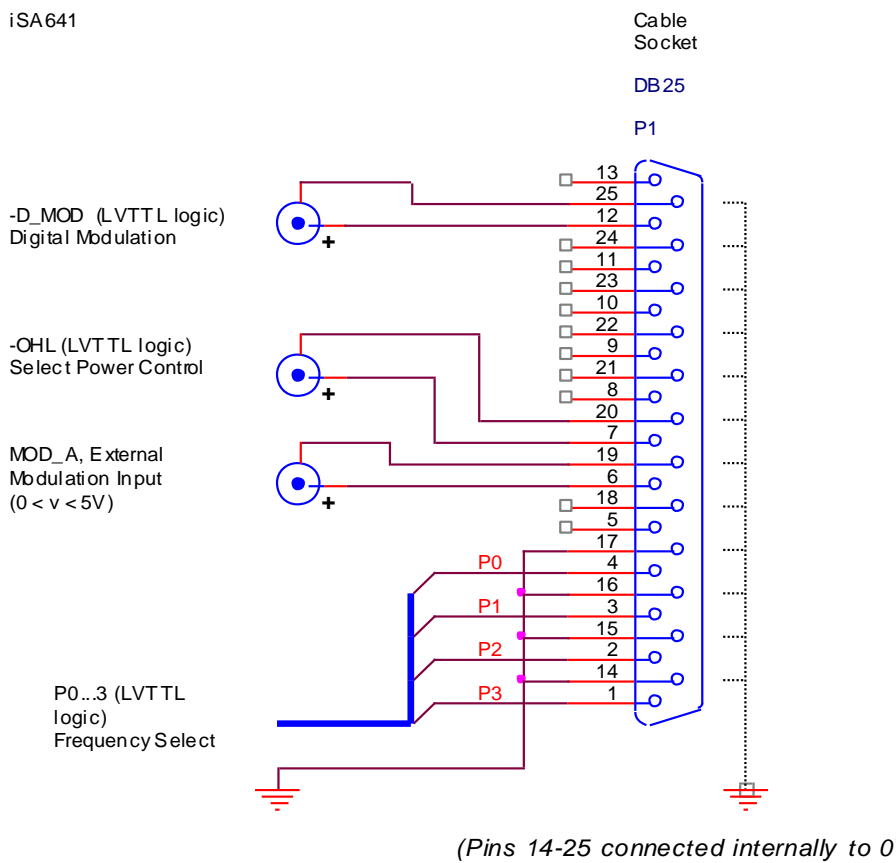 iSA641
Cable
Socket
DB25
P1
13
25
-D_MOD (LVTTL logic)
12
Digital Modulation
+
24
11
23
10
22
-OHL (LVTTL logic)
9
Select Power Control
21
+
8
20
7
MOD_A, External
19
Modulation Input
6
(0 < v < 5V)
+
18
5
17
P0
4
16
P1
3
15
P2
2
14
P0...3 (LVTTL
P3
1
logic)
Frequency Select
(Pins 14-25 connected internally to 0